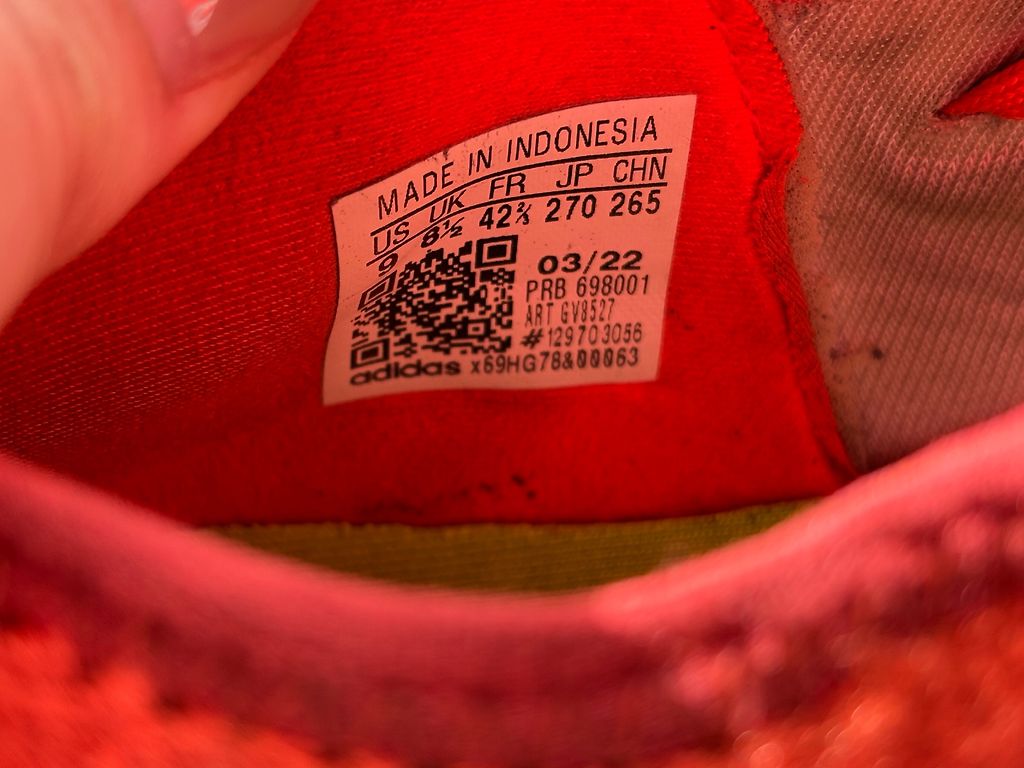 MADE IN INDONESIA
US UK FR JP CHN
9 8½ 42⅔ 270 265
03/22
PRB 698001
ART GV8527
#129703056
adidas x69HG78&00063